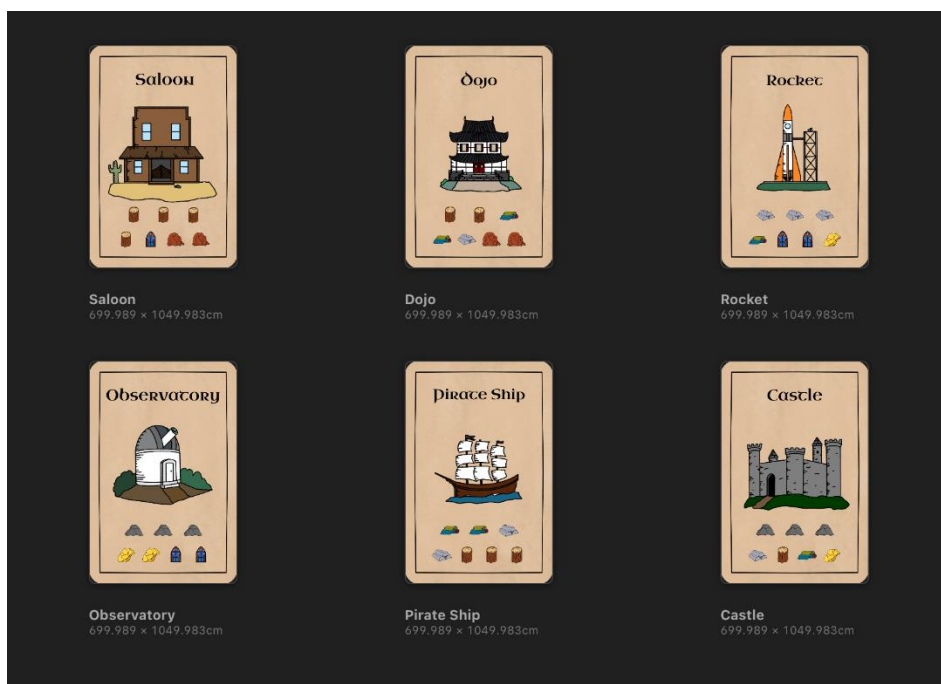 Saloon
Dojo
Rocket
Saloon
699.989 × 1049.983cm
Dojo
699.989 × 1049.983cm
Rocket
699.989 × 1049.983cm
Observatory
Pirate Ship
Castle
Observatory
699.989 × 1049.983cm
Pirate Ship
699.989 × 1049.983cm
Castle
699.989 × 1049.983cm